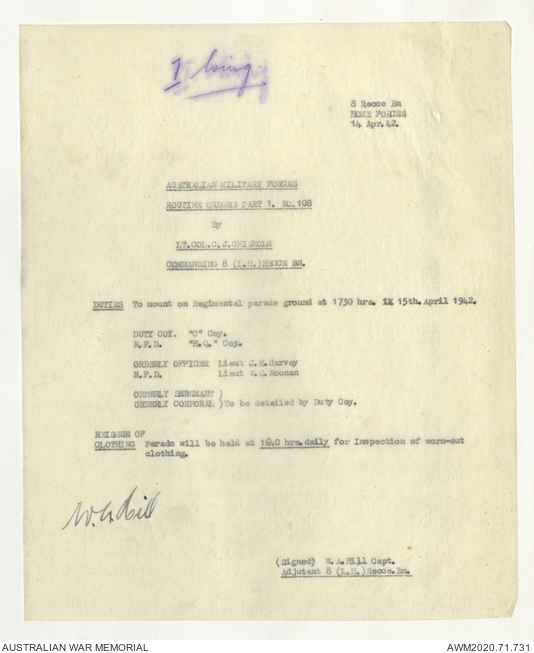 8 Recce Bn
HOME FORCES
14 Apr.42.
AUSTRALIAN MILITARY FORCES
ROUTINE ORDERS PART 1. No.108
By
LT.COL.C.J.CHISHOLM
COMMANDING 8 (L.H.)RECCE BN.
DUTIES To mount on Regimental parade ground at 1730 hrs. 15th.April 1942.
DUTY COY. "C" Coy.
N.F.D. "H.Q." Coy.
ORDERLY OFFICER Lieut J.H.Harvey
N.F.D. Lieut W.G.Noonan
ORDERLY SERGEANT )
ORDERLY CORPORAL )To be detailed by Duty Coy.
REISSUE OF
CLOTHING Parade will be held at 1640 hrs.daily for Inspection of worn-out
clothing.
(Signed) W.A.Hill Capt.
Adjutant 8 (L.H.)Recce.Bn.
AUSTRALIAN WAR MEMORIAL
AWM2020.71.731